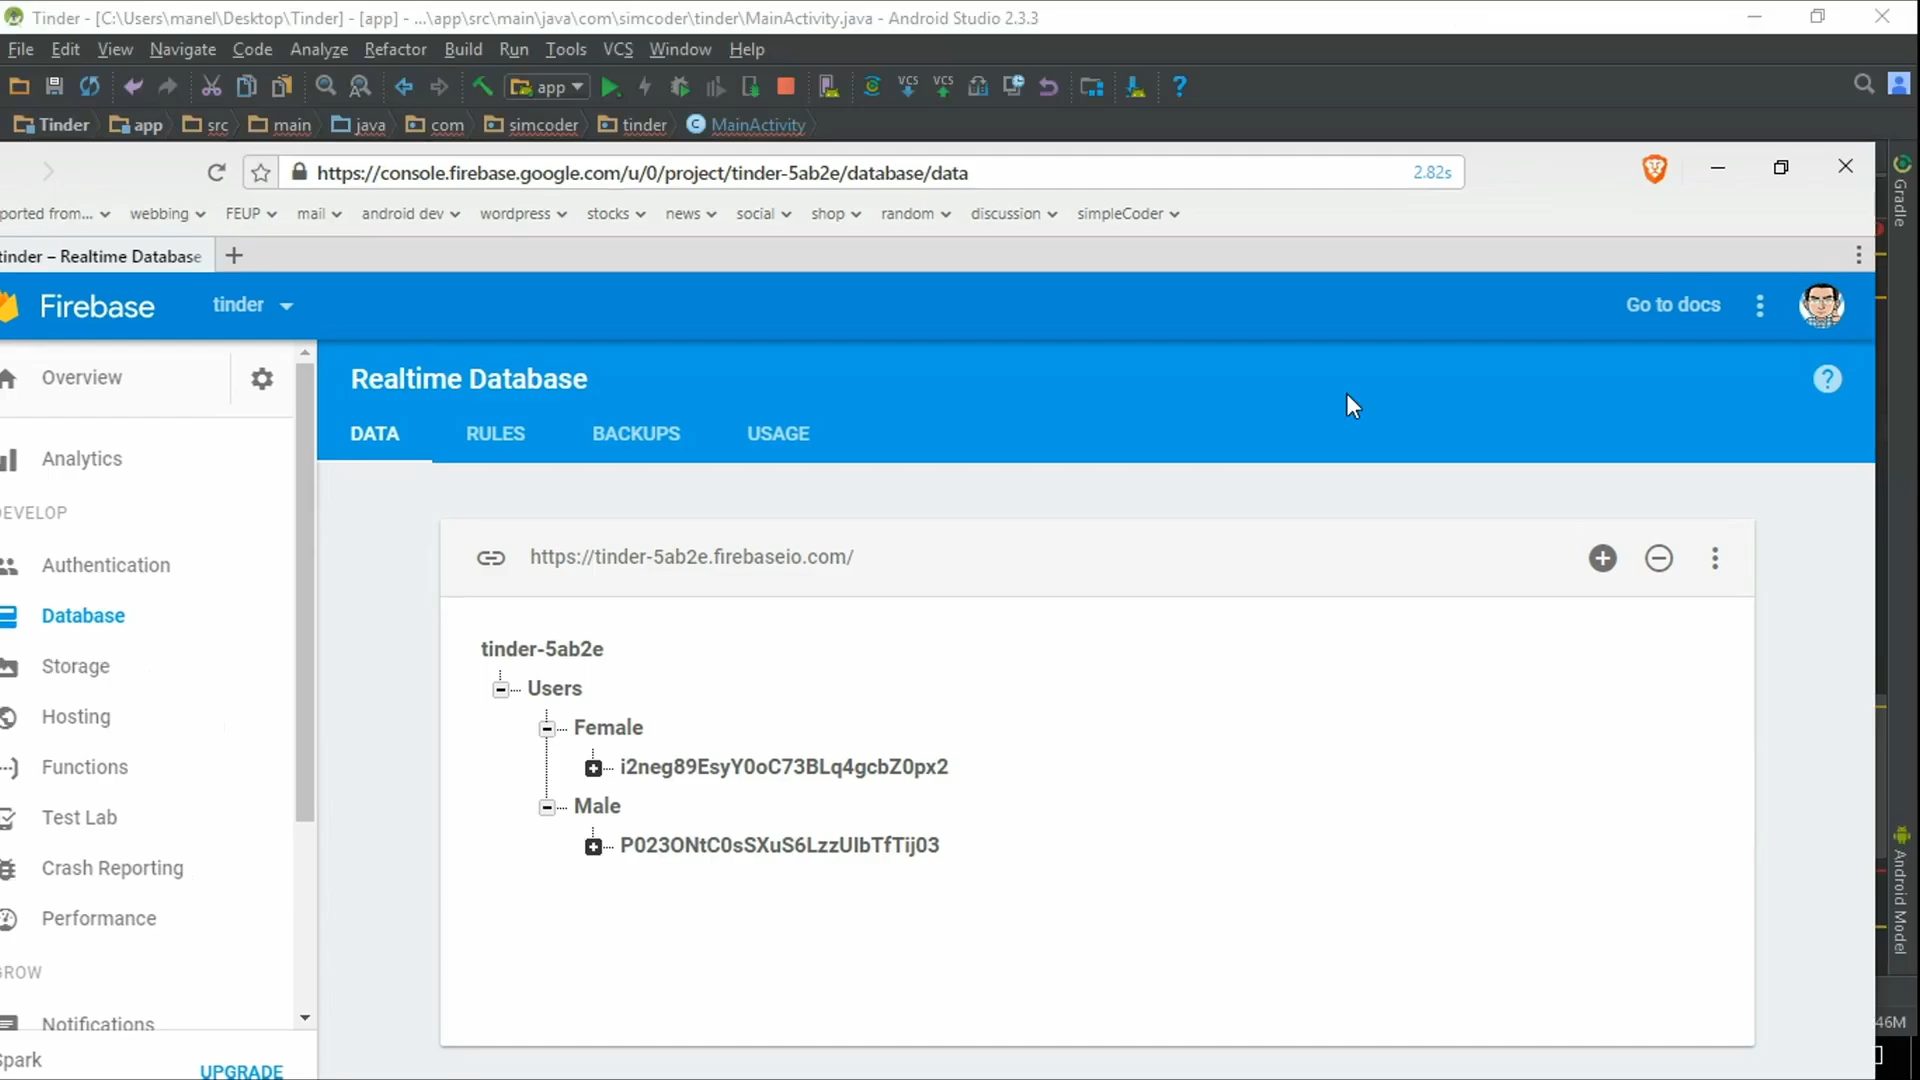 Tinder - [C:\Users\manel\Desktop\Tinder] - [app] - ...\app\src\main\java\com\simcoder\tinder\MainActivity.java - Android Studio 2.3.3
File Edit View Navigate Code Analyze Refactor Build Run Tools VCS Window Help
app VCS VCS
Tinder app src main java com simcoder tinder MainActivity
https://console.firebase.google.com/u/0/project/tinder-5ab2e/database/data 2.82s
ported from... webbing FEUP mail android dev wordpress stocks news social shop random discussion simpleCoder
tinder – Realtime Database
Firebase tinder Go to docs
Overview
Realtime Database
DATA RULES BACKUPS USAGE
Analytics
DEVELOP
Authentication
Database
Storage
Hosting
Functions
Test Lab
Crash Reporting
Performance
GROW
Notifications
Spark
UPGRADE
https://tinder-5ab2e.firebaseio.com/
tinder-5ab2e
Users
Female
i2neg89EsyY0oC73BLq4gcbZ0px2
Male
P023ONtC0sSXuS6LzzUIbTfTij03
Gradle
Android Model
46M